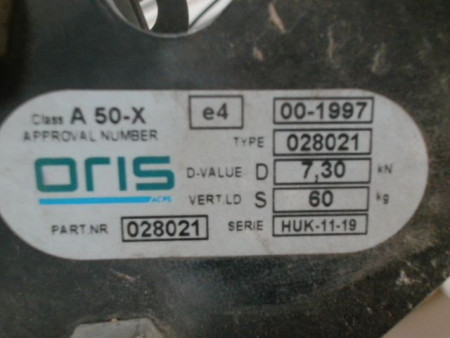 Class A 50-X e4 00-1997
APPROVAL NUMBER
TYPE 028021
ORIS
ACPS
D-VALUE D 7,30 kN
VERT.LD S 60 kg
PART.NR 028021 SERIE HUK-11-19